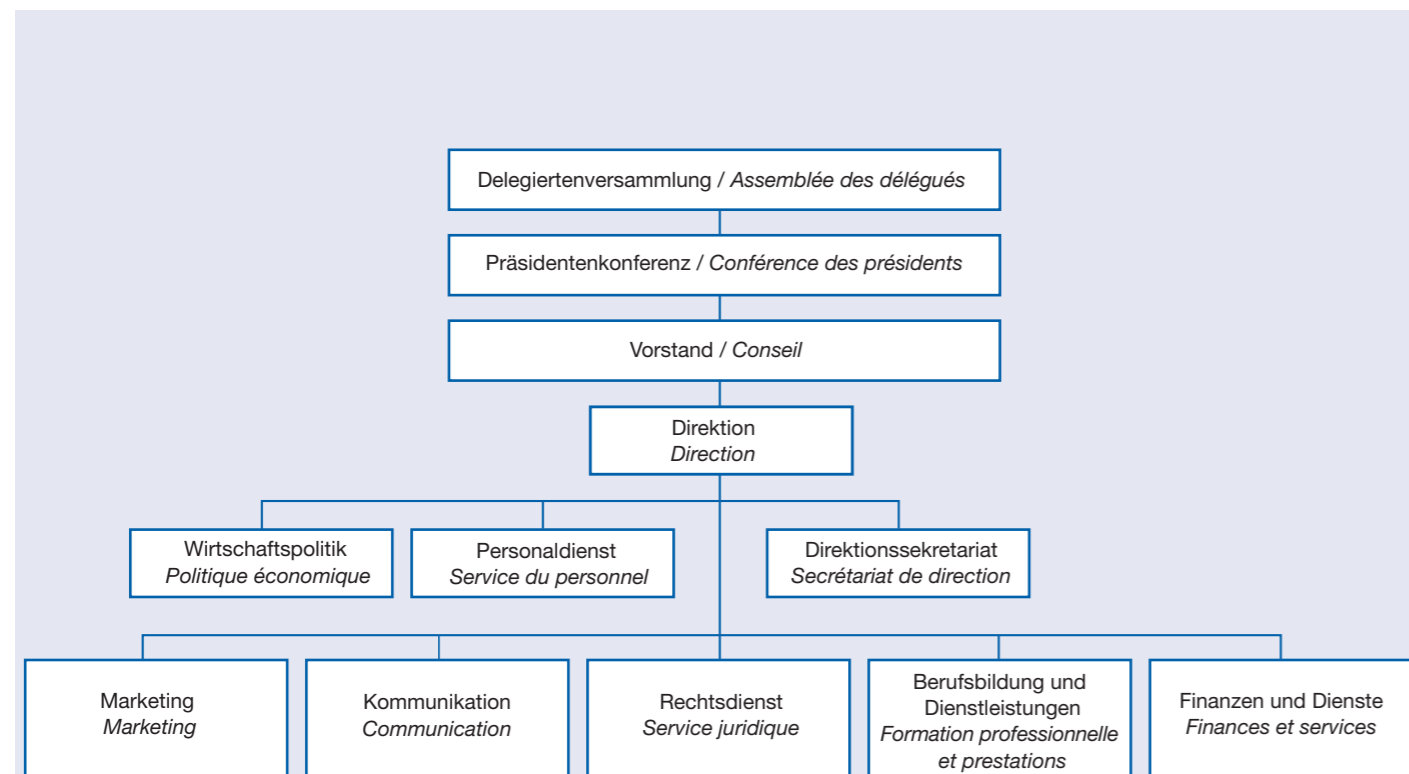 Delegiertenversammlung / Assemblée des délégués
Präsidentenkonferenz / Conférence des présidents
Vorstand / Conseil
Direktion
Direction
Wirtschaftspolitik
Politique économique
Personaldienst
Service du personnel
Direktionssekretariat
Secrétariat de direction
Marketing
Marketing
Kommunikation
Communication
Rechtsdienst
Service juridique
Berufsbildung und
Dienstleistungen
Formation professionnelle
et prestations
Finanzen und Dienste
Finances et services